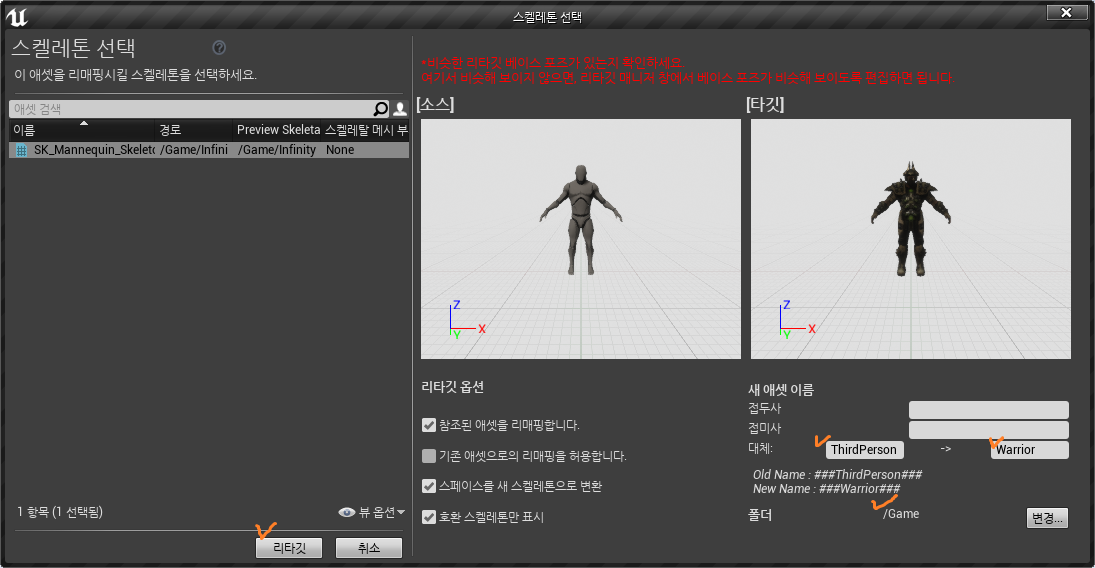 스켈레톤 선택
스켈레톤 선택
?
이 애셋을 리매핑시킬 스켈레톤을 선택하세요.
애셋 검색
이름 경로 Preview Skeleta 스켈레탈 메시 부
SK_Mannequin_Skeleto /Game/Infini /Game/Infinity None
1 항목 (1 선택됨)
뷰 옵션
리타깃 취소
*비슷한 리타깃 베이스 포즈가 있는지 확인하세요
여기서 비슷해 보이지 않으면, 리타깃 매니저 창에서 베이스 포즈가 비슷해 보이도록 편집하면 됩니다
[소스] [타깃]
Z
X
Y
Z
X
Y
리타깃 옵션
참조된 애셋을 리매핑합니다.
기존 애셋으로의 리매핑을 허용합니다.
스페이스를 새 스켈레톤으로 변환
호환 스켈레톤만 표시
새 애셋 이름
접두사
접미사
대체: ThirdPerson -> Warrior
Old Name : ###ThirdPerson###
New Name : ###Warrior###
폴더 /Game 변경...